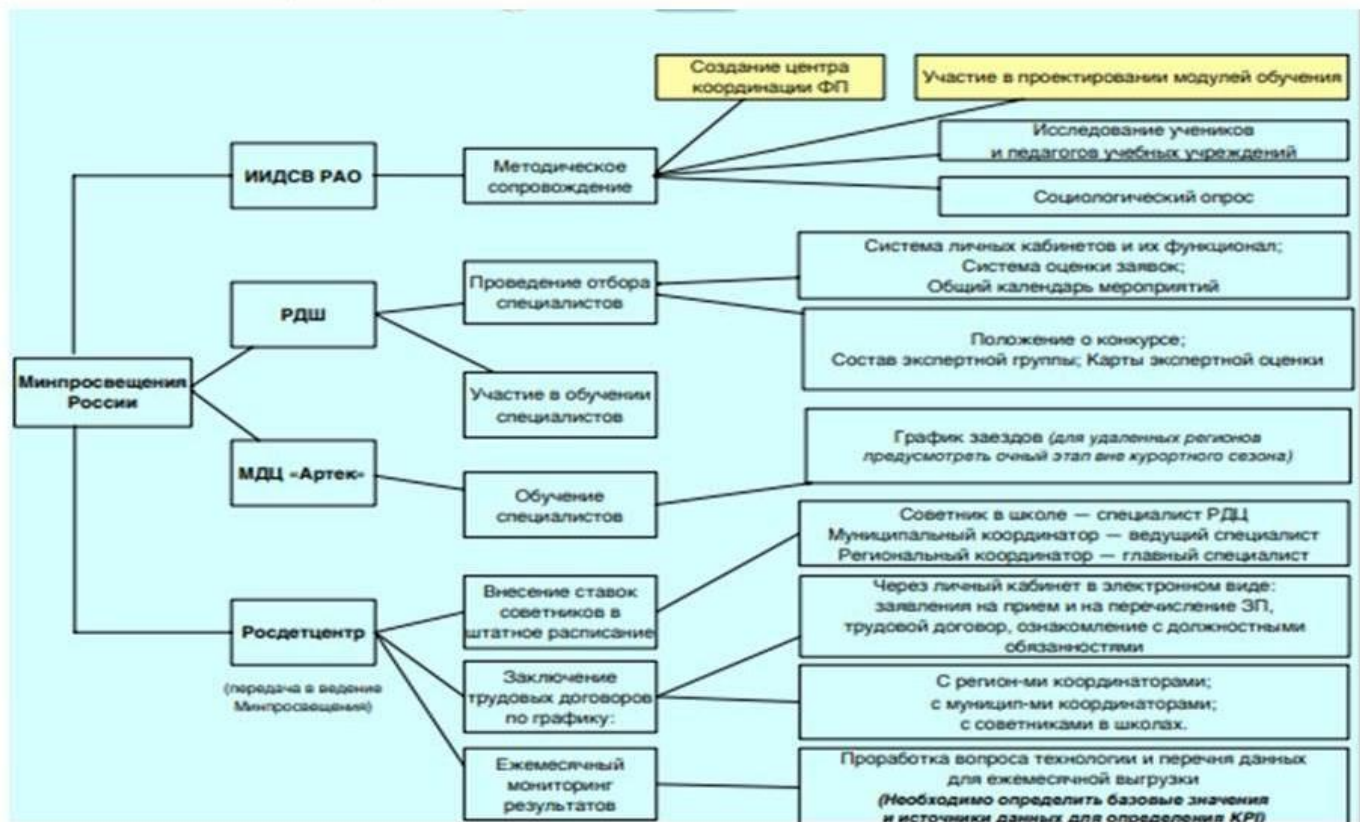 Создание центра
координации ФП
Участие в проектировании модулей обучения
Исследование учеников
и педагогов учебных учреждений
Социологический опрос
ИИДСВ РАО
Методическое
сопровождение
РДШ
Проведение отбора
специалистов
Система личных кабинетов и их функционал;
Система оценки заявок;
Общий календарь мероприятий
Положение о конкурсе;
Состав экспертной группы; Карты экспертной оценки
Участие в обучении
специалистов
Минпросвещения
России
МДЦ «Артек»
Обучение
специалистов
График заездов (для удаленных регионов
предусмотреть очный этап вне курортного сезона)
Росдетцентр
(передача в ведение
Минпросвещения)
Внесение ставок
советников в
штатное расписание
Советник в школе — специалист РДЦ
Муниципальный координатор — ведущий специалист
Региональный координатор — главный специалист
Заключение
трудовых договоров
по графику:
Через личный кабинет в электронном виде:
заявления на прием и на перечисление ЗП,
трудовой договор, ознакомление с должностными
обязанностями
С регион-ми координаторами;
с муницип-ми координаторами;
с советниками в школах.
Ежемесячный
мониторинг
результатов
Проработка вопроса технологии и перечня данных
для ежемесячной выгрузки
(Необходимо определить базовые значения
и источники данных для определения KPI)